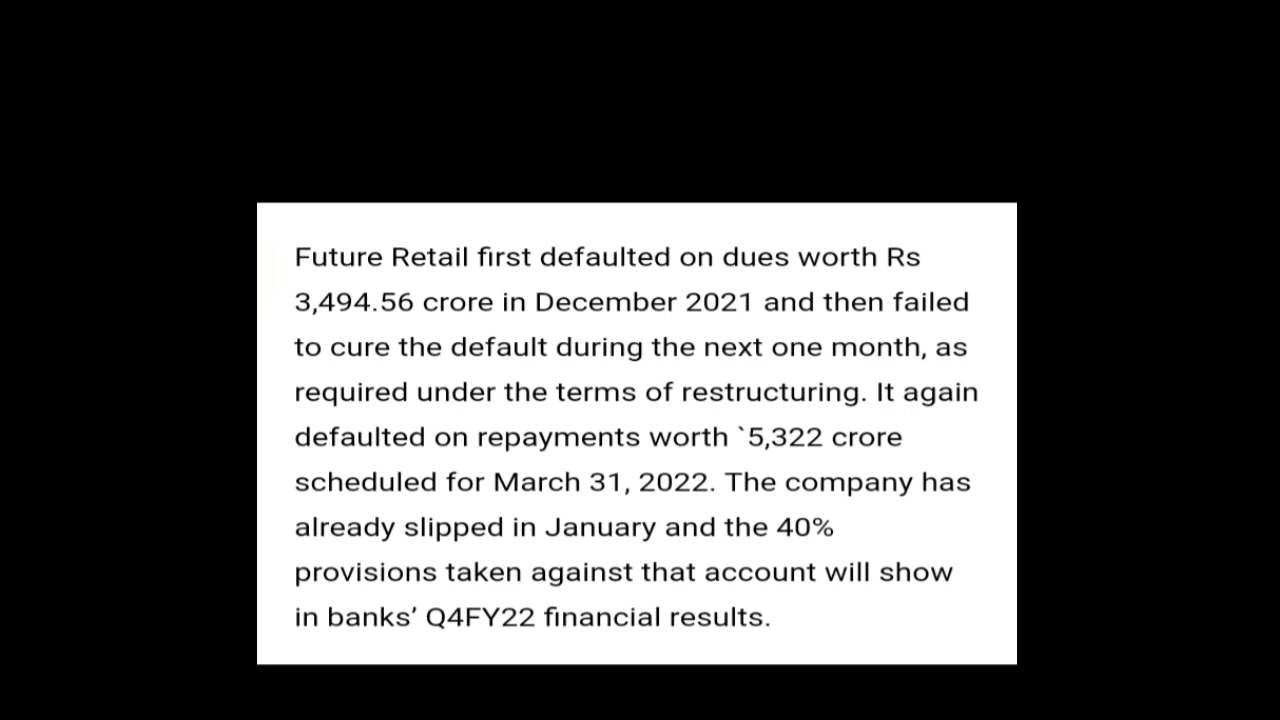 Future Retail first defaulted on dues worth Rs
3,494.56 crore in December 2021 and then failed
to cure the default during the next one month, as
required under the terms of restructuring. It again
defaulted on repayments worth `5,322 crore
scheduled for March 31, 2022. The company has
already slipped in January and the 40%
provisions taken against that account will show
in banks’ Q4FY22 financial results.